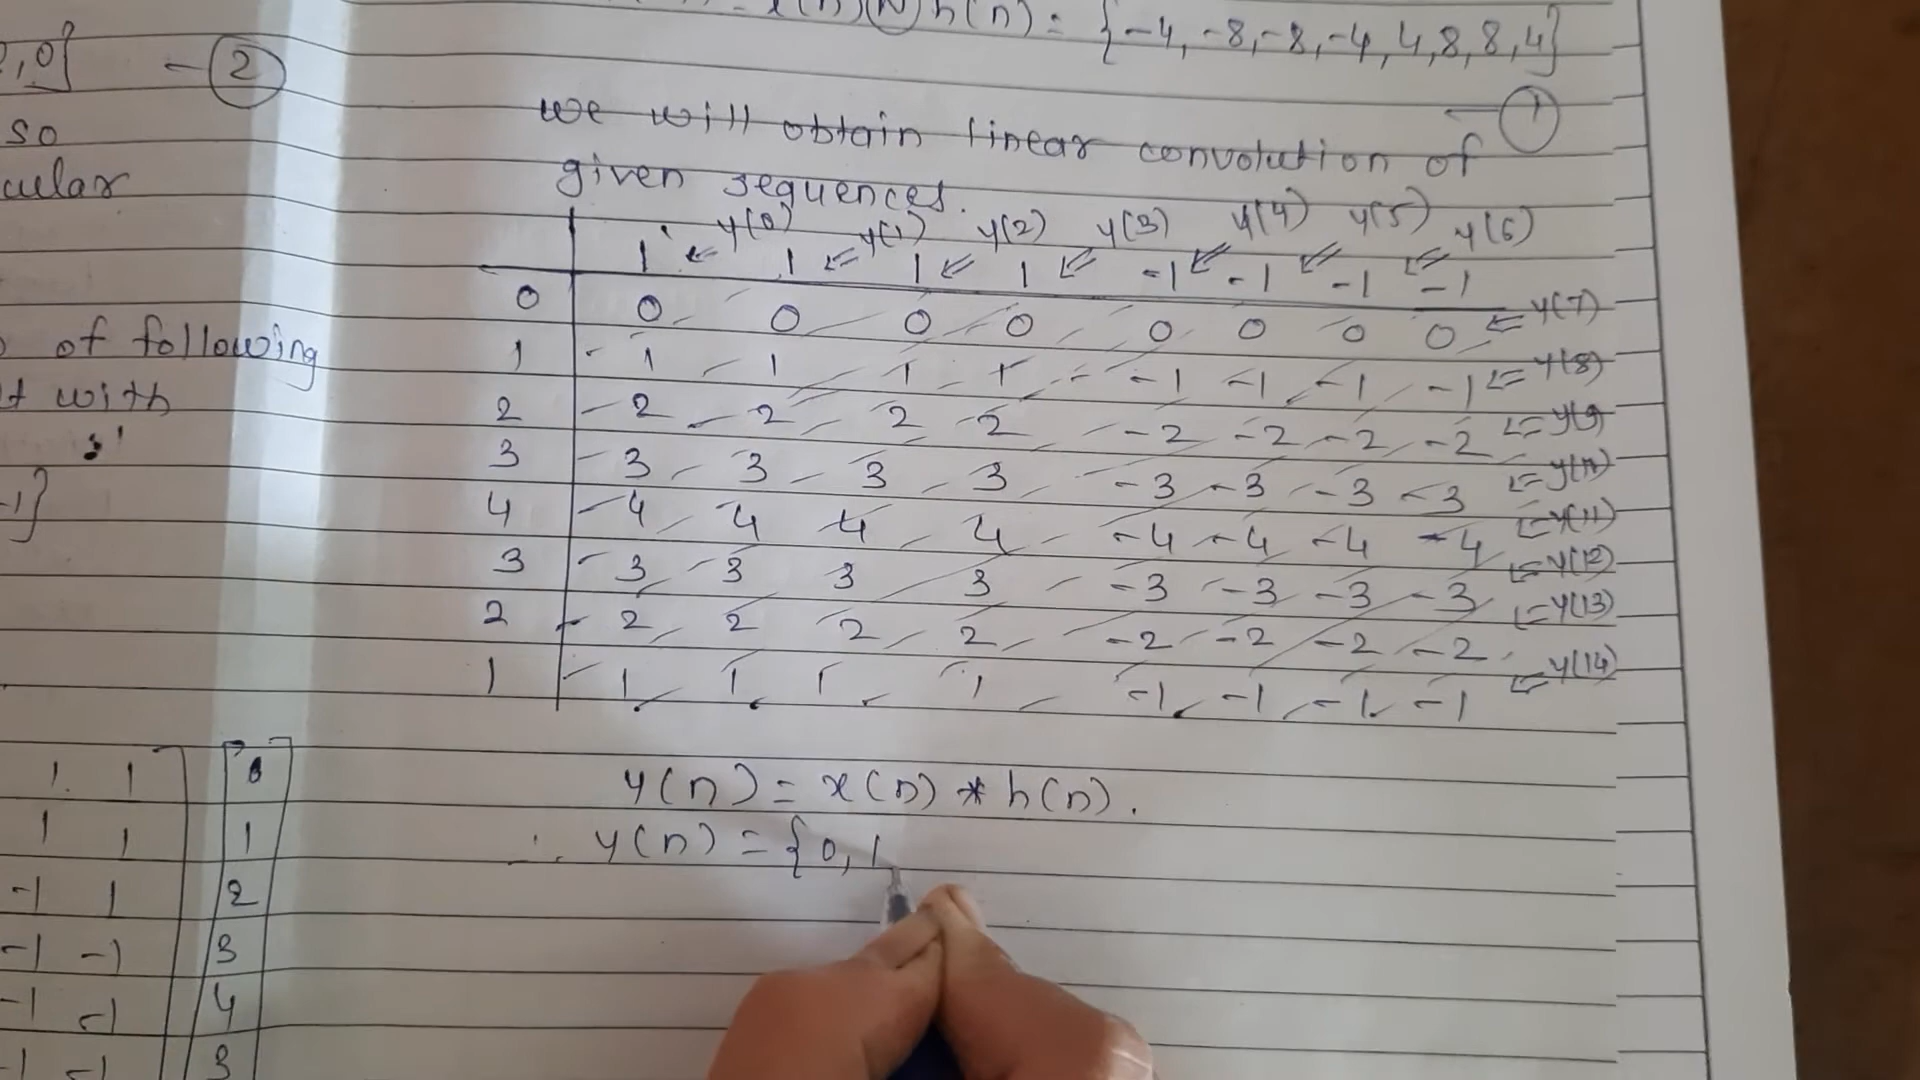 h(n) = {-4, -8, -8, -4, 4, 8, 8, 4}
- 1
,0} - 2
so
cular
of following
with
-1}
1 1 0
1 1 1
-1 1 2
-1 -1 3
-1 -1 4
-1 -1 3
we will obtain linear convolution of
given sequences.
y(0) y(1) y(2) y(3) y(4) y(5) y(6)
1 1 1 1 -1 -1 -1 -1
0 0 0 0 0 0 0 0 0 y(7)
1 1 1 1 1 -1 -1 -1 -1 y(8)
2 2 2 2 2 -2 -2 -2 -2 y(9)
3 3 3 3 3 -3 -3 -3 -3
4 4 4 4 4 -4 -4 -4 -4 y(11)
3 3 3 3 3 -3 -3 -3 -3 y(12)
2 2 2 2 2 -2 -2 -2 -2 y(13)
1 1 1 1 1 -1 -1 -1 -1 y(14)
y(n) = x(n) * h(n).
∴ y(n) = {0, 1